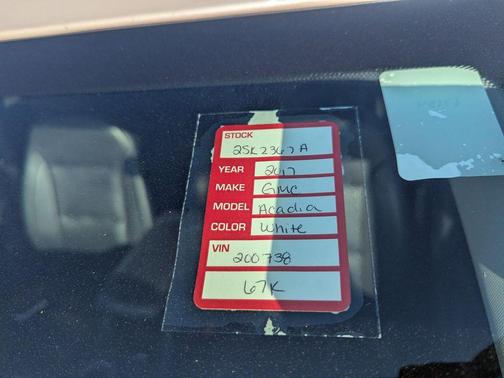 STOCK
25K2367A
YEAR 2017
MAKE GMC
MODEL Acadia
COLOR White
VIN
200738
67K